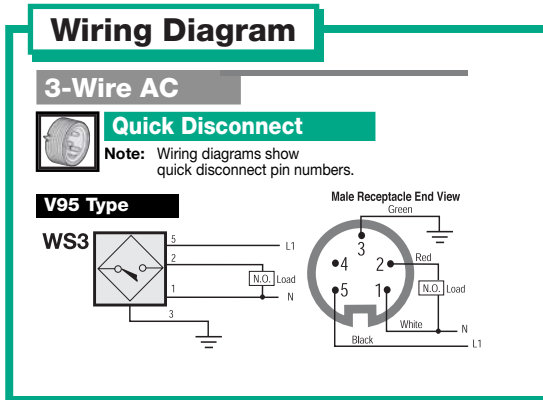 Wiring Diagram
3-Wire AC
Quick Disconnect
Note: Wiring diagrams show
quick disconnect pin numbers.
V95 Type
WS3
5
L1
2
N.O. Load
1
N
3
Male Receptacle End View
Green
3
4
2
Red
N.O. Load
5
1
White
N
Black
L1